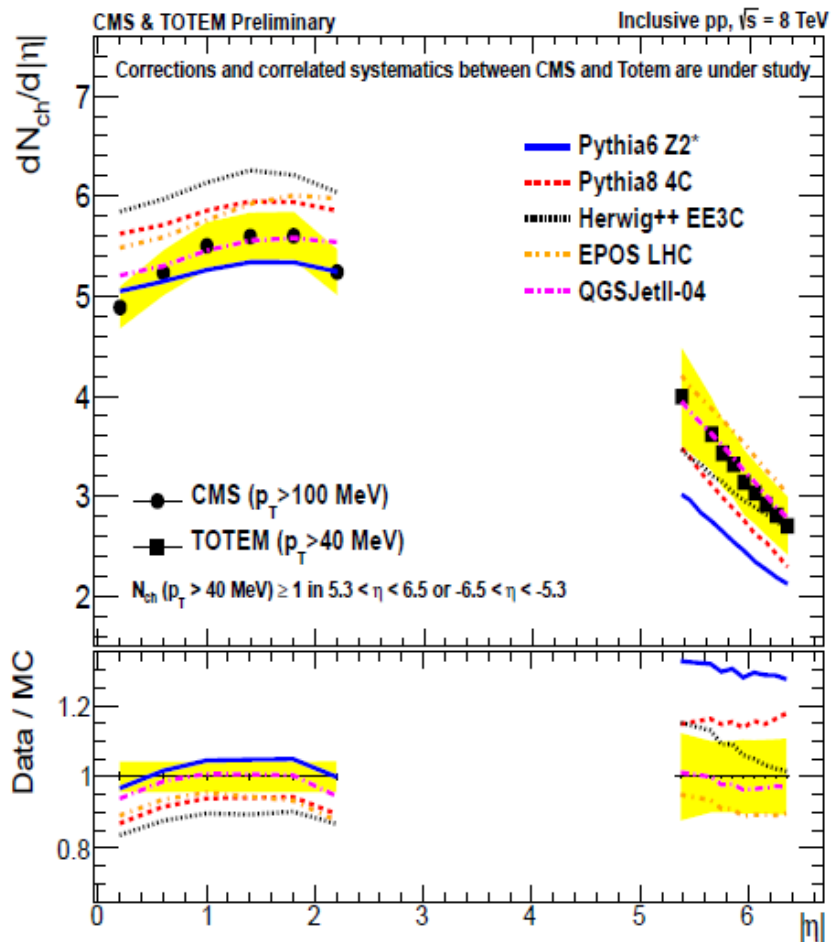 CMS & TOTEM Preliminary
Inclusive pp, √s = 8 TeV
Corrections and correlated systematics between CMS and Totem are under study
dN_ch/d|η|
7
6
5
4
3
2
Pythia6 Z2*
Pythia8 4C
Herwig++ EE3C
EPOS LHC
QGSJetII-04
CMS (p_T>100 MeV)
TOTEM (p_T>40 MeV)
N_ch (p_T > 40 MeV) ≥ 1 in 5.3 < η < 6.5 or -6.5 < η < -5.3
Data / MC
1.2
1
0.8
0 1 2 3 4 5 6
|η|